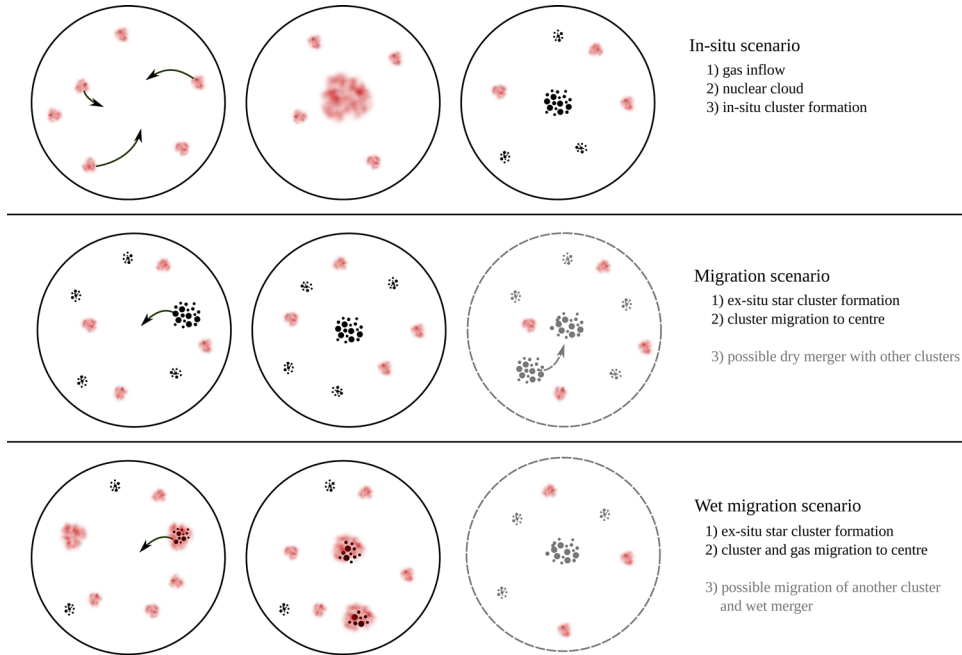 In-situ scenario
1) gas inflow
2) nuclear cloud
3) in-situ cluster formation
Migration scenario
1) ex-situ star cluster formation
2) cluster migration to centre
3) possible dry merger with other clusters
Wet migration scenario
1) ex-situ star cluster formation
2) cluster and gas migration to centre
3) possible migration of another cluster
and wet merger